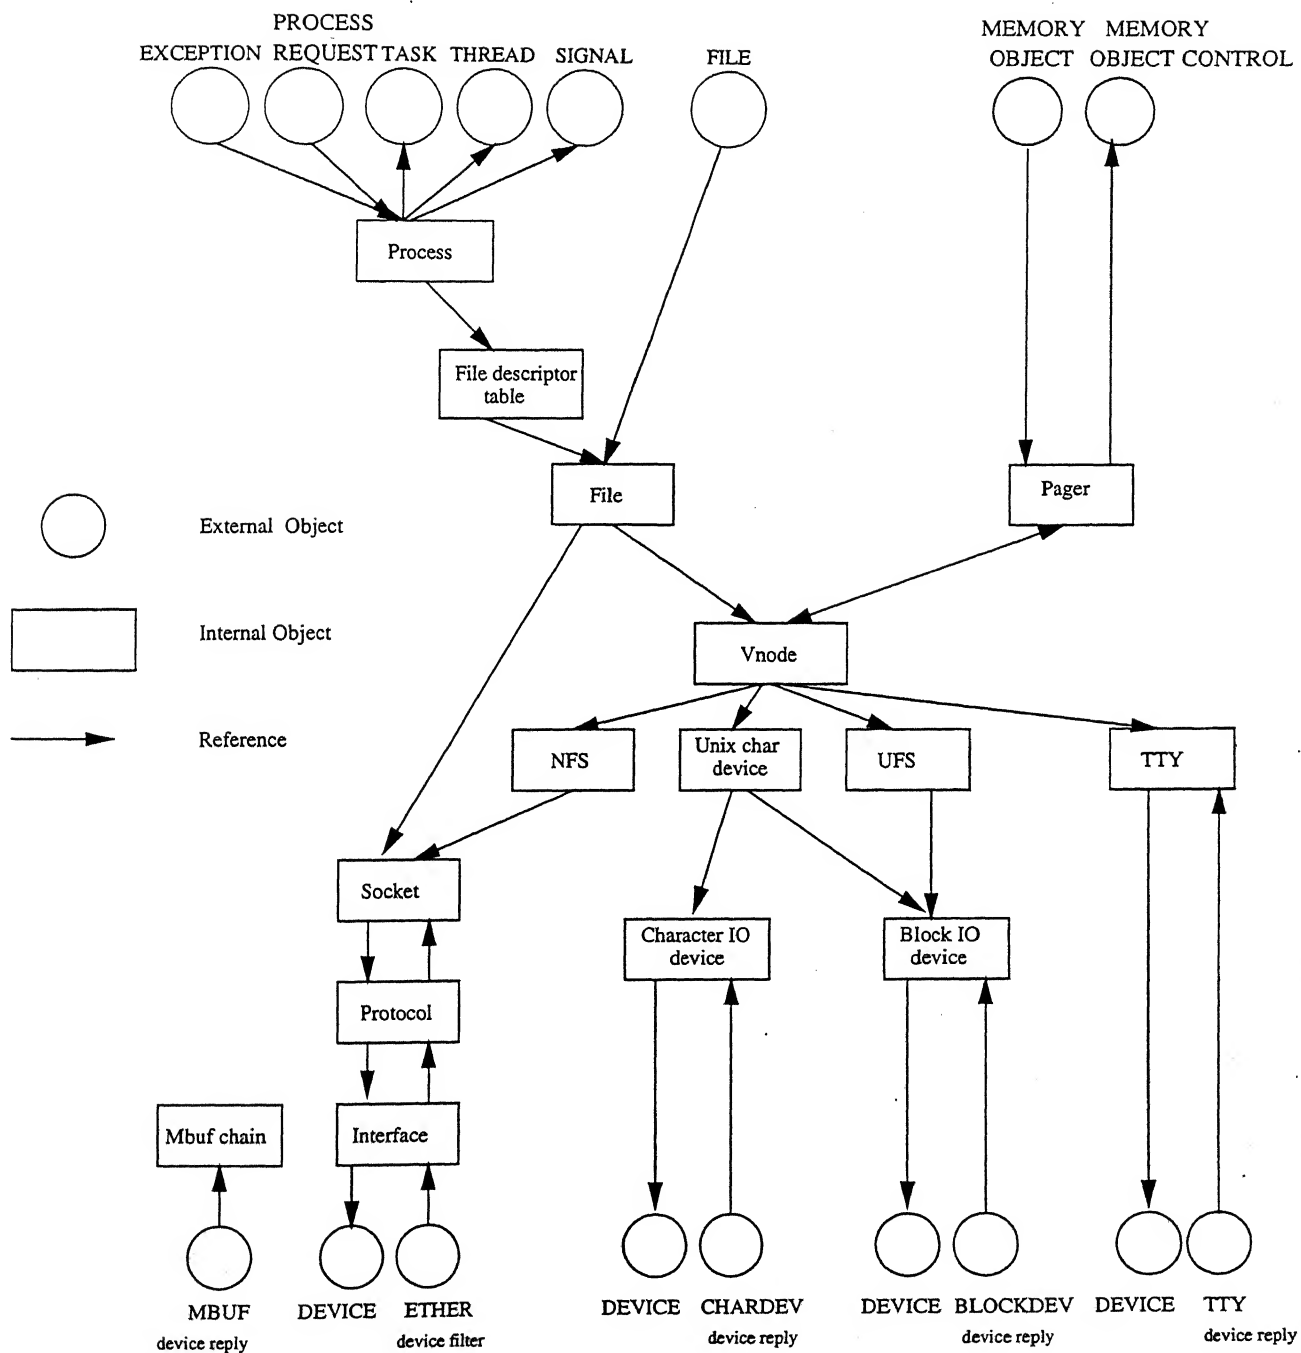 PROCESS
EXCEPTION REQUEST TASK THREAD SIGNAL FILE
MEMORY MEMORY
OBJECT OBJECT CONTROL
Process
File descriptor
table
File
Pager
External Object
Internal Object
Vnode
Reference
NFS
Unix char
device
UFS
TTY
Socket
Character IO
device
Block IO
device
Protocol
Mbuf chain
Interface
MBUF DEVICE ETHER DEVICE CHARDEV DEVICE BLOCKDEV DEVICE TTY
device reply device filter device reply device reply device reply